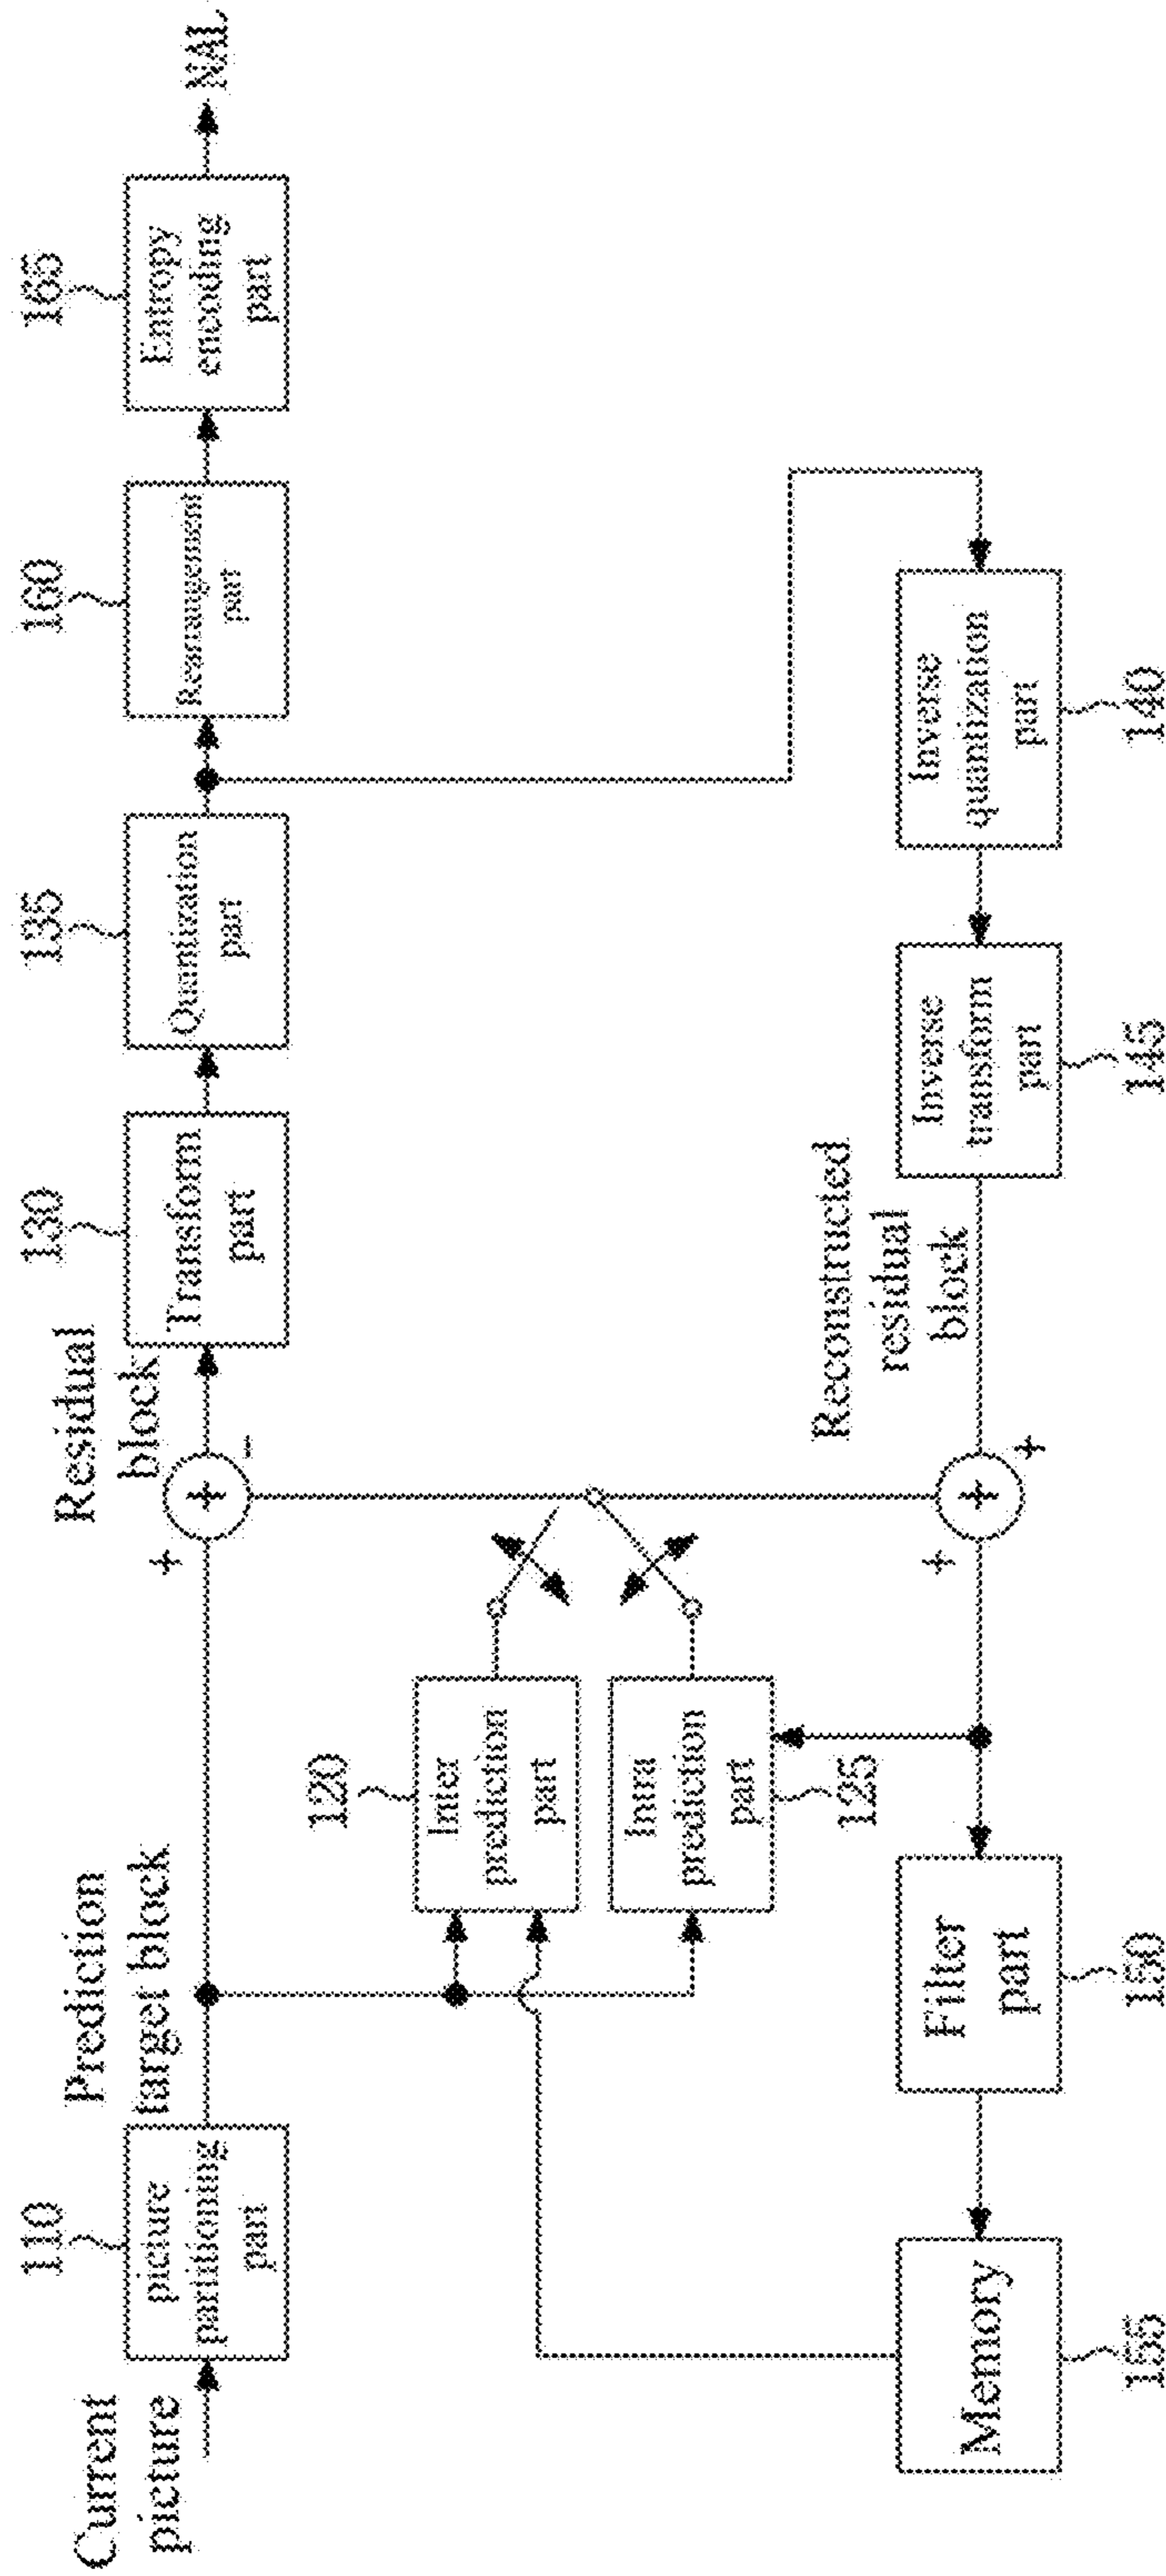 Current
picture
110
picture
partitioning
part
Prediction
target block
+
+
-
Residual
block
130
Transform
part
135
Quantization
part
160
Rearrangement
part
165
Entropy
encoding
part
NAL
120
Inter
prediction
part
Intra
prediction
part
125
Memory
155
Filter
part
150
+
+
+
Reconstructed
residual
block
Inverse
transform
part
145
Inverse
quantization
part
140